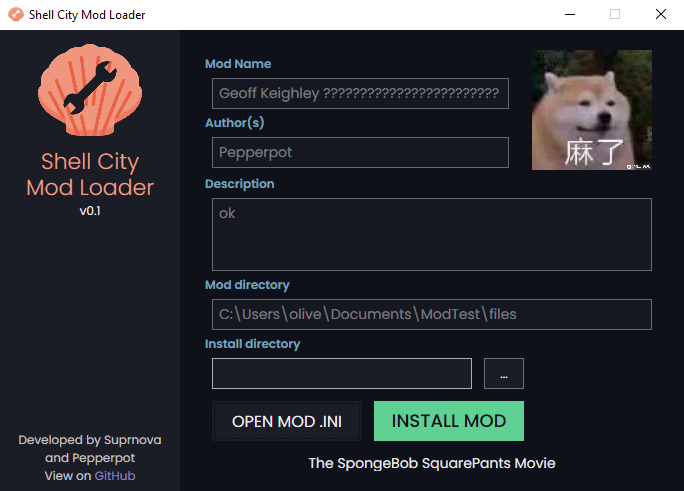 Shell City Mod Loader
Shell City
Mod Loader
v0.1
Mod Name
Geoff Keighley ?????????????????????????
Author(s)
Pepperpot
麻了
Description
ok
Mod directory
C:\Users\olive\Documents\ModTest\files
Install directory
...
OPEN MOD .INI
INSTALL MOD
The SpongeBob SquarePants Movie
Developed by Suprnova
and Pepperpot
View on GitHub